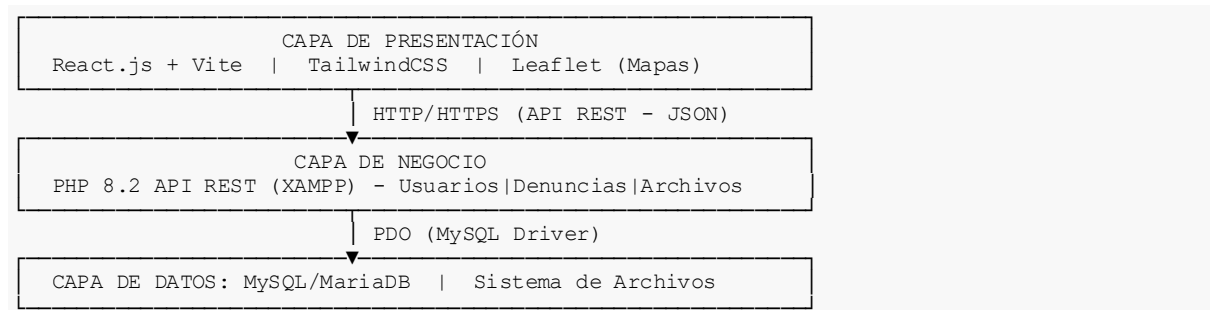 CAPA DE PRESENTACIÓN
React.js + Vite | TailwindCSS | Leaflet (Mapas)
HTTP/HTTPS (API REST - JSON)
CAPA DE NEGOCIO
PHP 8.2 API REST (XAMPP) - Usuarios|Denuncias|Archivos
PDO (MySQL Driver)
CAPA DE DATOS: MySQL/MariaDB | Sistema de Archivos